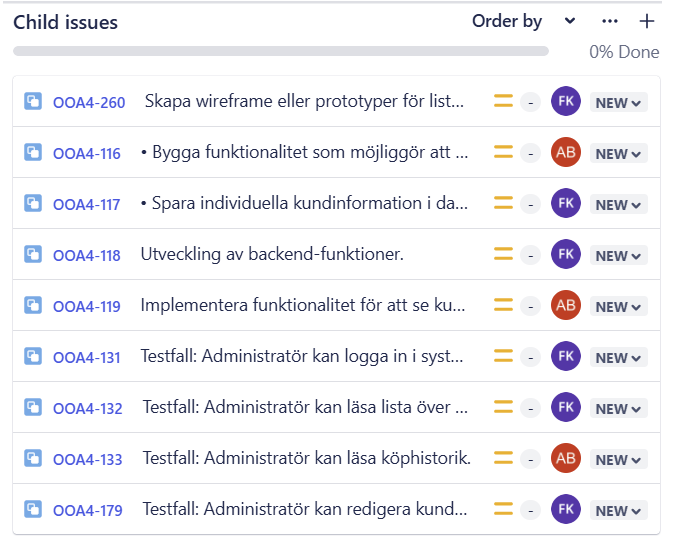 Child issues Order by
0% Done
OOA4-260 Skapa wireframe eller prototyper för list... - FK NEW
OOA4-116 • Bygga funktionalitet som möjliggör att ... - AB NEW
OOA4-117 • Spara individuella kundinformation i da... - FK NEW
OOA4-118 Utveckling av backend-funktioner. - FK NEW
OOA4-119 Implementera funktionalitet för att se ku... - AB NEW
OOA4-131 Testfall: Administratör kan logga in i syst... - FK NEW
OOA4-132 Testfall: Administratör kan läsa lista över ... - FK NEW
OOA4-133 Testfall: Administratör kan läsa köphistorik. - AB NEW
OOA4-179 Testfall: Administratör kan redigera kund... - FK NEW